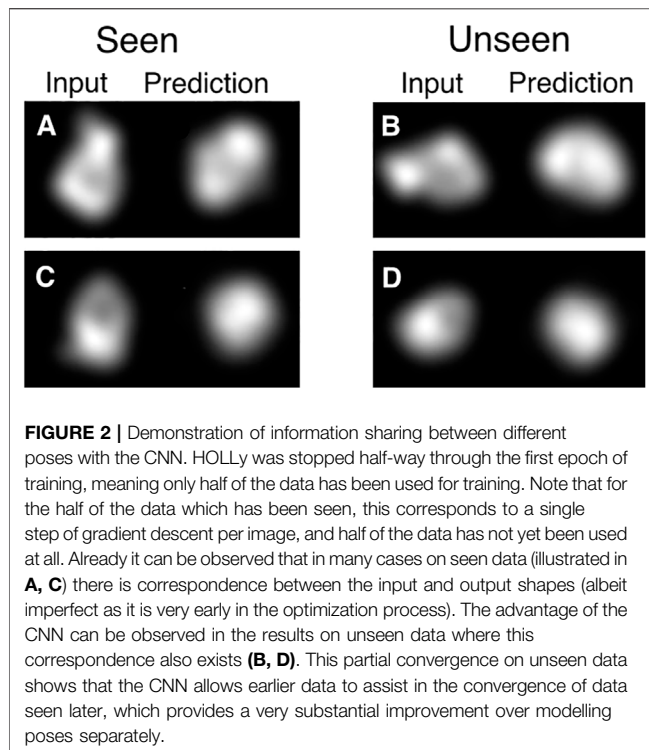 Seen Unseen
Input Prediction Input Prediction
A B
C D
FIGURE 2 | Demonstration of information sharing between different
poses with the CNN. HOLLy was stopped half-way through the first epoch of
training, meaning only half of the data has been used for training. Note that for
the half of the data which has been seen, this corresponds to a single
step of gradient descent per image, and half of the data has not yet been used
at all. Already it can be observed that in many cases on seen data (illustrated in
A, C) there is correspondence between the input and output shapes (albeit
imperfect as it is very early in the optimization process). The advantage of the
CNN can be observed in the results on unseen data where this
correspondence also exists (B, D). This partial convergence on unseen data
shows that the CNN allows earlier data to assist in the convergence of data
seen later, which provides a very substantial improvement over modelling
poses separately.